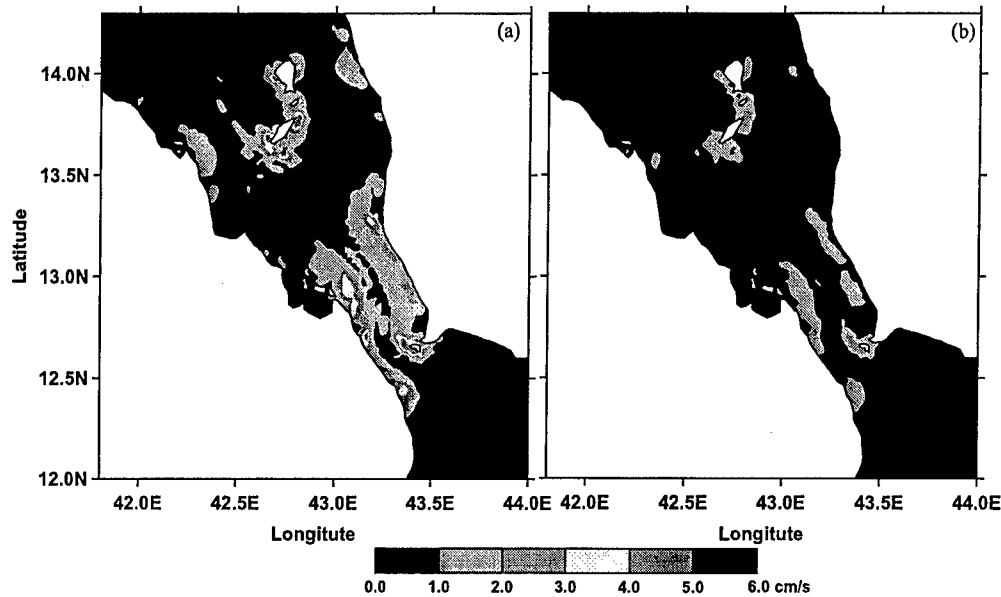 (a)
(b)
14.0N
13.5N
13.0N
12.5N
12.0N
Latitude
42.0E 42.5E 43.0E 43.5E 44.0E
42.0E 42.5E 43.0E 43.5E 44.0E
Longitute
Longitute
0.0 1.0 2.0 3.0 4.0 5.0 6.0 cm/s